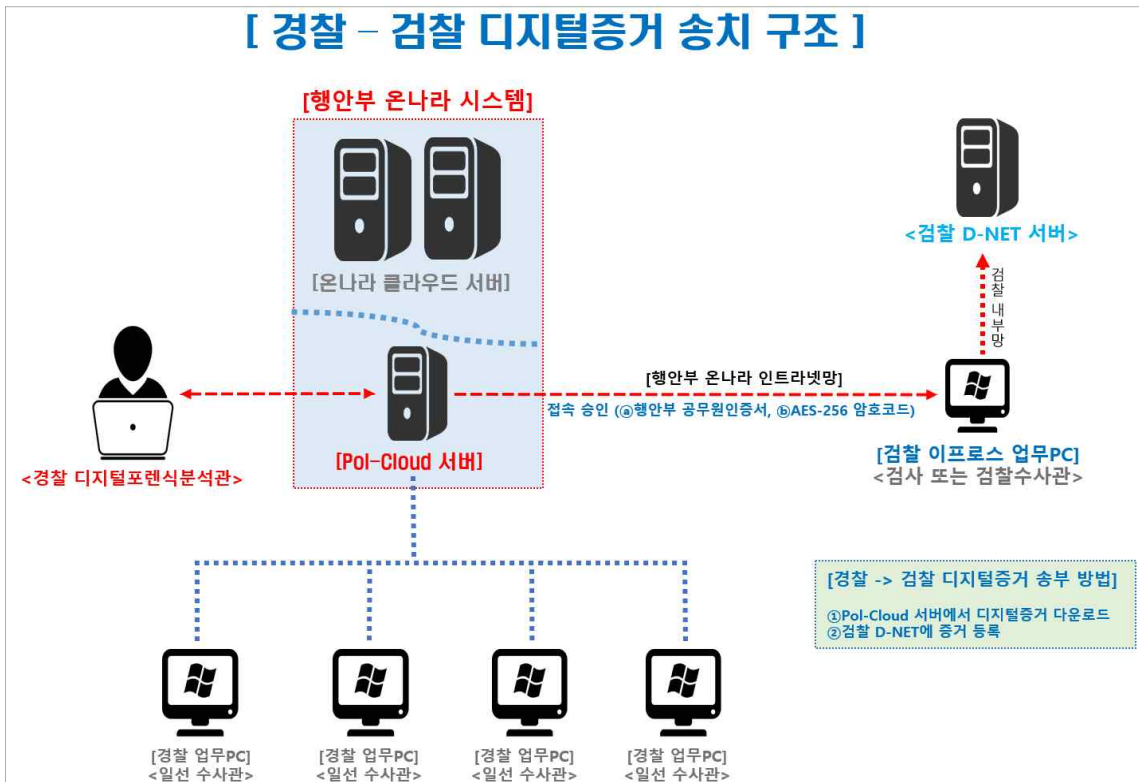 [ 경찰 – 검찰 디지털증거 송치 구조 ]
[행안부 온나라 시스템]
[온나라 클라우드 서버]
<검찰 D-NET 서버>
검찰 내부망
[행안부 온나라 인트라넷망]
접속 승인 (ⓐ행안부 공무원인증서, ⓑAES-256 암호코드)
<경찰 디지털포렌식분석관>
[Pol-Cloud 서버]
[검찰 이프로스 업무PC]
<검사 또는 검찰수사관>
[경찰 -> 검찰 디지털증거 송부 방법]
①Pol-Cloud 서버에서 디지털증거 다운로드
②검찰 D-NET에 증거 등록
[경찰 업무PC]
<일선 수사관>
[경찰 업무PC]
<일선 수사관>
[경찰 업무PC]
<일선 수사관>
[경찰 업무PC]
<일선 수사관>